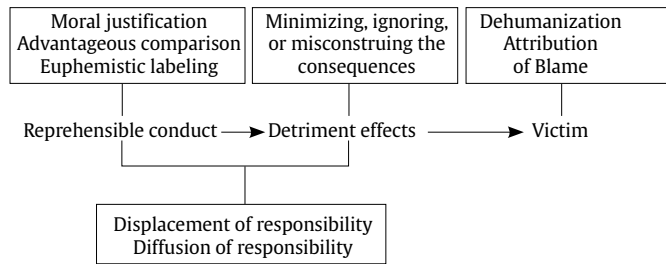 Moral justification
Advantageous comparison
Euphemistic labeling
Minimizing, ignoring,
or misconstruing the
consequences
Dehumanization
Attribution
of Blame
Reprehensible conduct
Detriment effects
Victim
Displacement of responsibility
Diffusion of responsibility